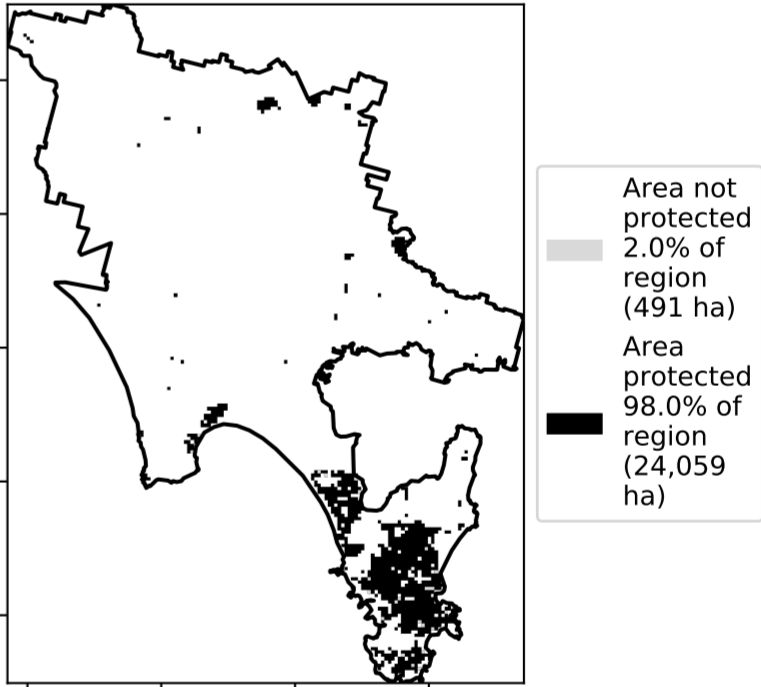 Area not
protected
2.0% of
region
(491 ha)
Area
protected
98.0% of
region
(24,059
ha)